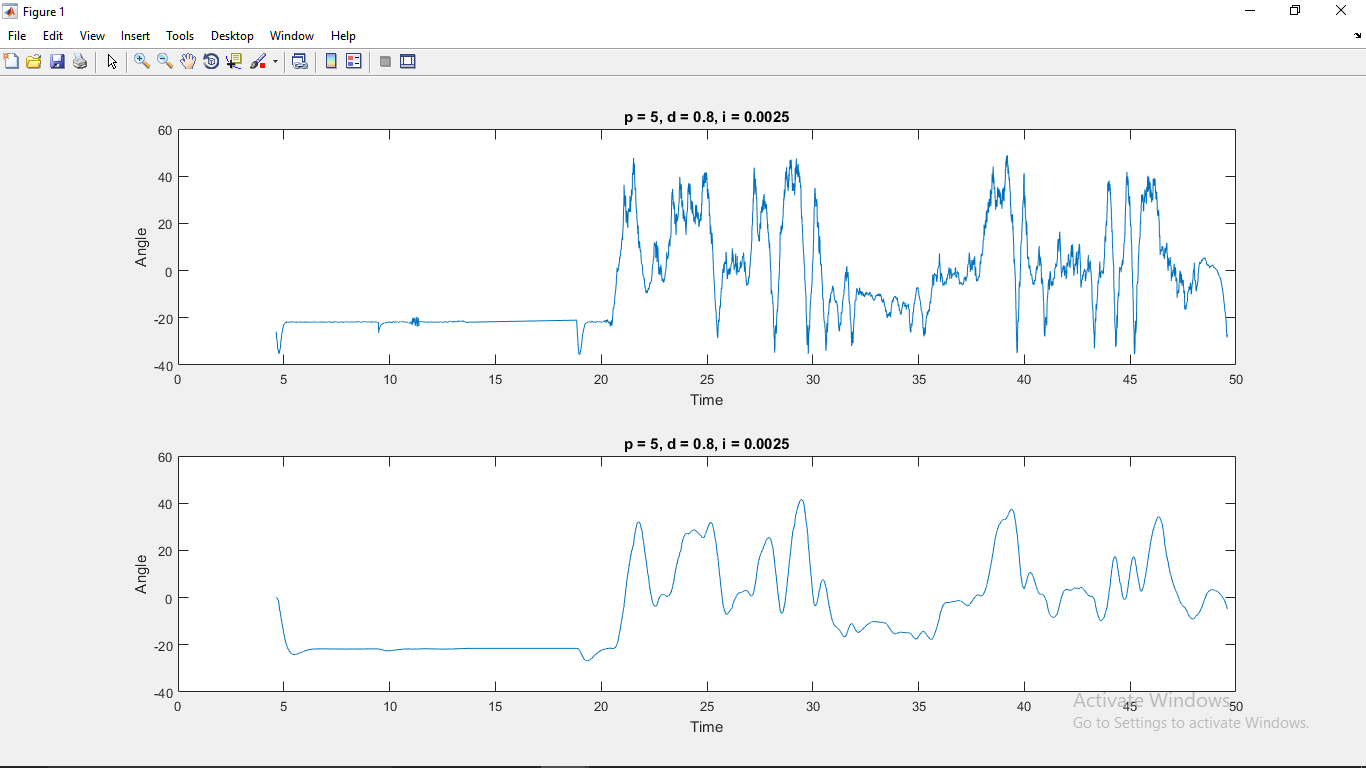 Figure 1
File Edit View Insert Tools Desktop Window Help
p = 5, d = 0.8, i = 0.0025
60
40
20
0
-20
-40
Angle
0 5 10 15 20 25 30 35 40 45 50
Time
p = 5, d = 0.8, i = 0.0025
60
40
20
0
-20
-40
Angle
0 5 10 15 20 25 30 35 40 45 50
Time
Activate Windows
Go to Settings to activate Windows.